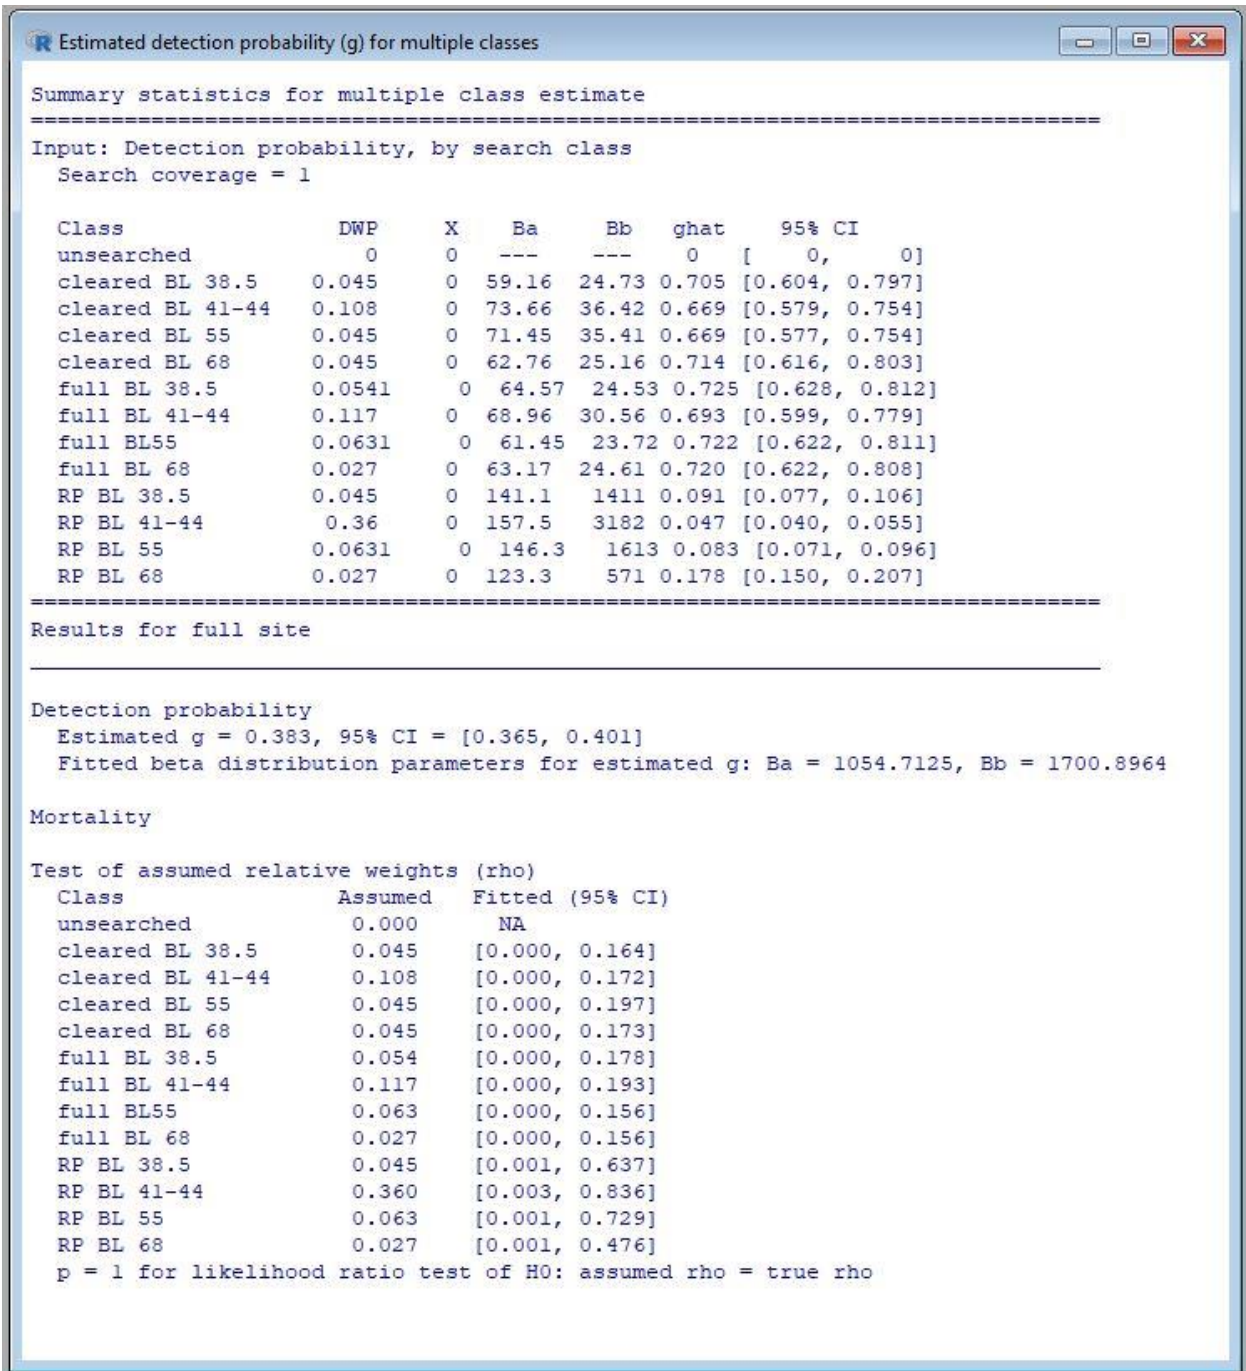 Estimated detection probability (g) for multiple classes
Summary statistics for multiple class estimate
================================================================================
Input: Detection probability, by search class
  Search coverage = 1
  Class                DWP     X    Ba     Bb   ghat    95% CI
  unsearched             0     0   ---    ---    0   [    0,      0]
  cleared BL 38.5    0.045     0  59.16  24.73 0.705 [0.604, 0.797]
  cleared BL 41-44   0.108     0  73.66  36.42 0.669 [0.579, 0.754]
  cleared BL 55      0.045     0  71.45  35.41 0.669 [0.577, 0.754]
  cleared BL 68      0.045     0  62.76  25.16 0.714 [0.616, 0.803]
  full BL 38.5       0.0541     0  64.57  24.53 0.725 [0.628, 0.812]
  full BL 41-44      0.117     0  68.96  30.56 0.693 [0.599, 0.779]
  full BL55          0.0631     0  61.45  23.72 0.722 [0.622, 0.811]
  full BL 68         0.027     0  63.17  24.61 0.720 [0.622, 0.808]
  RP BL 38.5         0.045     0  141.1   1411 0.091 [0.077, 0.106]
  RP BL 41-44         0.36     0  157.5   3182 0.047 [0.040, 0.055]
  RP BL 55           0.0631     0  146.3   1613 0.083 [0.071, 0.096]
  RP BL 68           0.027     0  123.3    571 0.178 [0.150, 0.207]
================================================================================
Results for full site
________________________________________________________________________________
Detection probability
  Estimated g = 0.383, 95% CI = [0.365, 0.401]
  Fitted beta distribution parameters for estimated g: Ba = 1054.7125, Bb = 1700.8964
Mortality
Test of assumed relative weights (rho)
  Class                Assumed   Fitted (95% CI)
  unsearched            0.000      NA
  cleared BL 38.5       0.045    [0.000, 0.164]
  cleared BL 41-44      0.108    [0.000, 0.172]
  cleared BL 55         0.045    [0.000, 0.197]
  cleared BL 68         0.045    [0.000, 0.173]
  full BL 38.5          0.054    [0.000, 0.178]
  full BL 41-44         0.117    [0.000, 0.193]
  full BL55             0.063    [0.000, 0.156]
  full BL 68            0.027    [0.000, 0.156]
  RP BL 38.5            0.045    [0.001, 0.637]
  RP BL 41-44           0.360    [0.003, 0.836]
  RP BL 55              0.063    [0.001, 0.729]
  RP BL 68              0.027    [0.001, 0.476]
  p = 1 for likelihood ratio test of H0: assumed rho = true rho